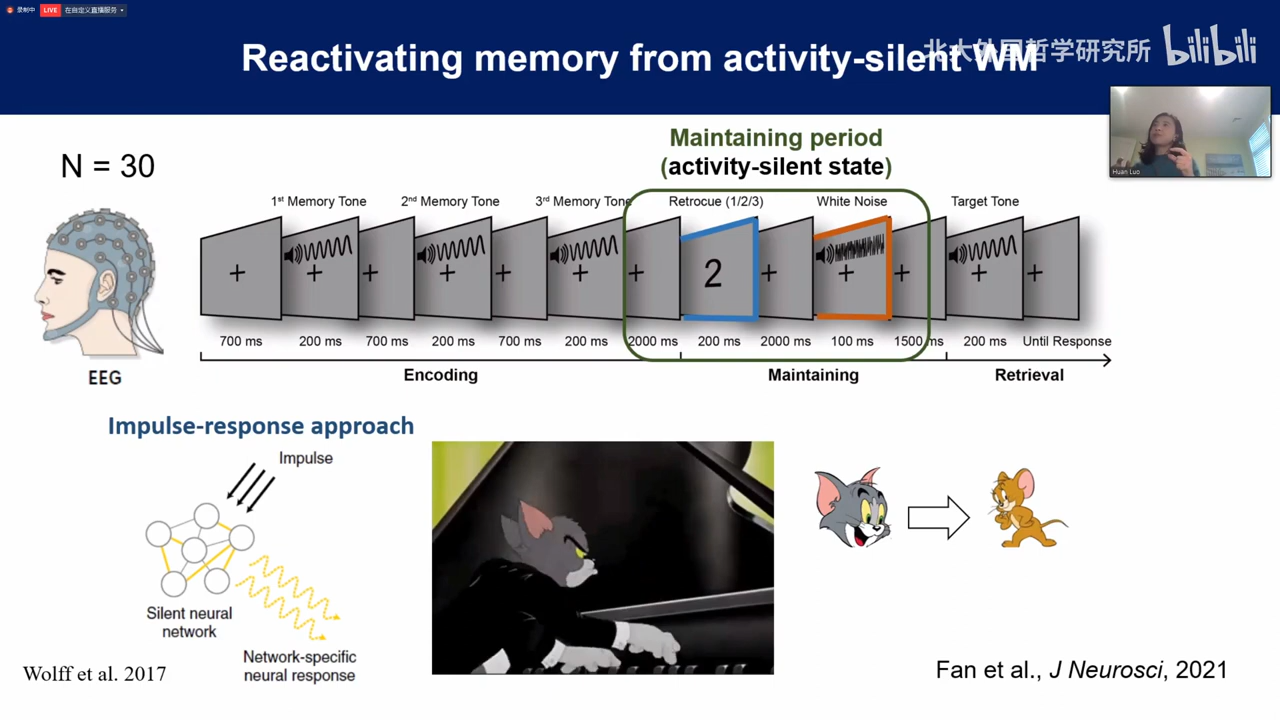 录制中 LIVE 在自定义直播服务
Reactivating memory from activity-silent WM
北大外国哲学研究所 bilibili
Huan Luo
N = 30
Maintaining period
(activity-silent state)
1st Memory Tone 2nd Memory Tone 3rd Memory Tone Retrocue (1/2/3) White Noise Target Tone
2
700 ms 200 ms 700 ms 200 ms 700 ms 200 ms 2000 ms 200 ms 2000 ms 100 ms 1500 ms 200 ms Until Response
Encoding Maintaining Retrieval
EEG
Impulse-response approach
Impulse
Silent neural
network
Network-specific
neural response
Wolff et al. 2017
Fan et al., J Neurosci, 2021